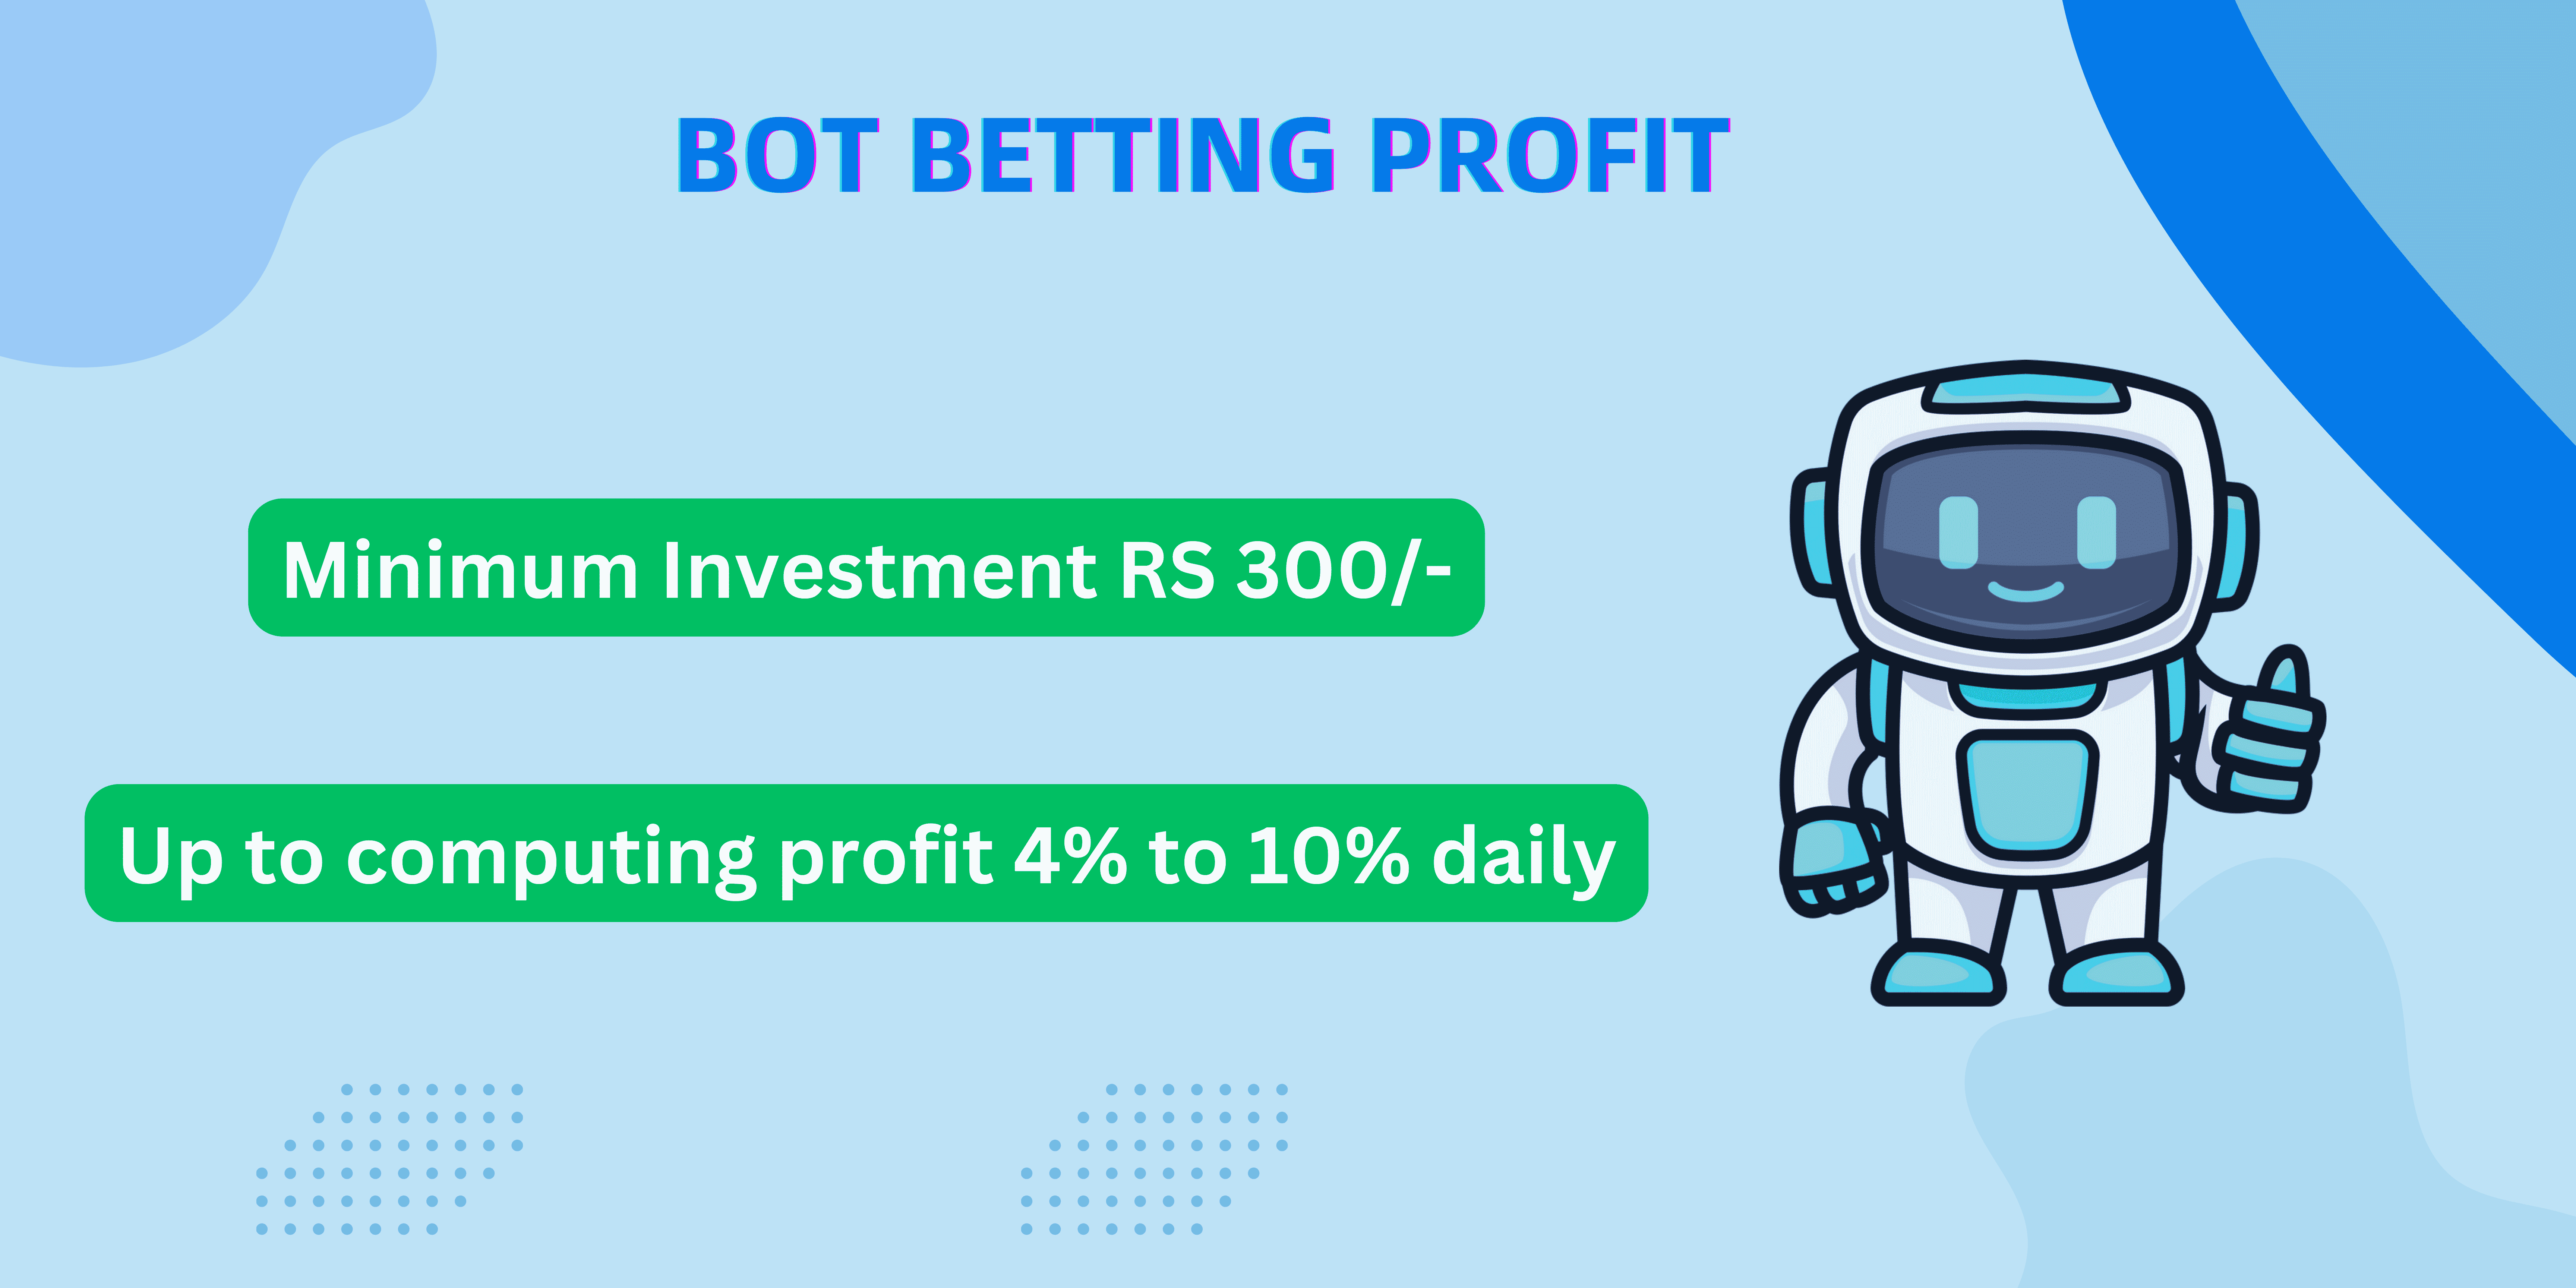 BOT BETTING PROFIT
Minimum Investment RS 300/-
Up to computing profit 4% to 10% daily